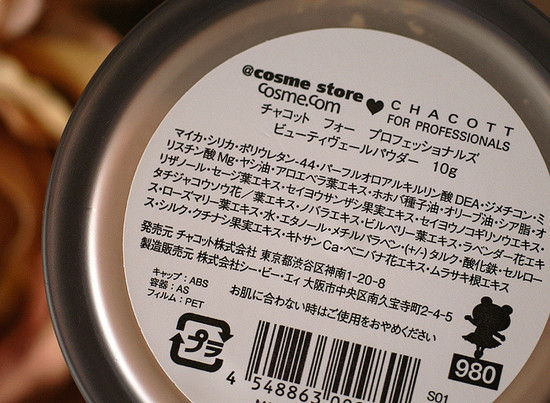 @cosme store
Cosme.Com ♥ CHACOTT
FOR PROFESSIONALS
チャコット フォー プロフェッショナルズ
ビューティヴェールパウダー 10g
マイカ・シリカ・ポリウレタン-44・パーフルオロアルキルリン酸DEA・ジメチコン・ミ
リスチン酸Mg・ヤシ油・アロエベラ葉エキス・ホホバ種子油・オリーブ油・シア脂・オ
リザノール・セージ葉エキス・セイヨウサンザシ果実エキス・セイヨウノコギリソウエキス・
タチジャコウソウ花/葉エキス・ノバラエキス・ビルベリー葉エキス・ラベンダー花エキ
ス・ローズマリー葉エキス・水・エタノール・メチルパラベン・(+/-)タルク・酸化鉄・セルロー
ス・シルク・クチナシ果実エキス・キトサンCa・ベニバナ花エキス・ムラサキ根エキス
発売元 チャコット株式会社 東京都渋谷区神南1-20-8
製造販売元 株式会社シー・ビー・エイ 大阪市中央区南久宝寺町2-4-5
キャップ:ABS
容器:AS
フィルム:PET
お肌に合わない時はご使用をおやめください
プラ
980
S01
4 548863